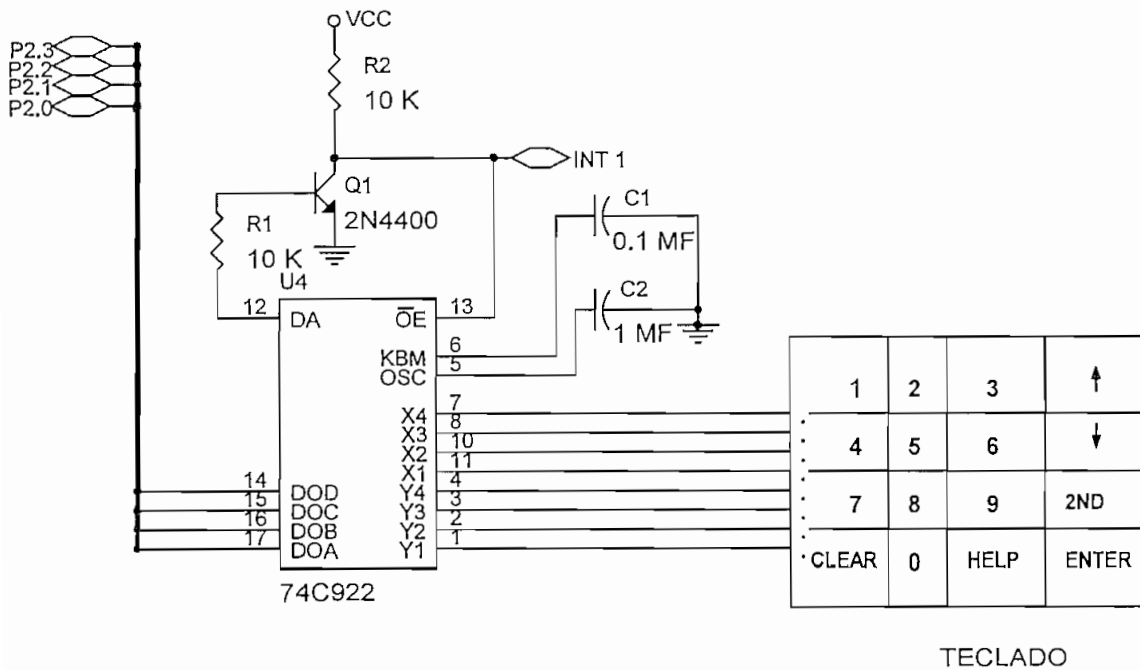 VCC
P2.3
P2.2
P2.1
P2.0
R2
10 K
INT 1
Q1
2N4400
C1
0.1 MF
R1
10 K
U4
C2
1 MF
12
DA
OE
13
KBM
6
OSC
5
X4
7
X3
8
X2
10
X1
11
14
DOD
Y4
4
15
DOC
Y3
3
16
DOB
Y2
2
17
DOA
Y1
1
74C922
1 2 3 ↑
4 5 6 ↓
7 8 9 2ND
CLEAR 0 HELP ENTER
TECLADO